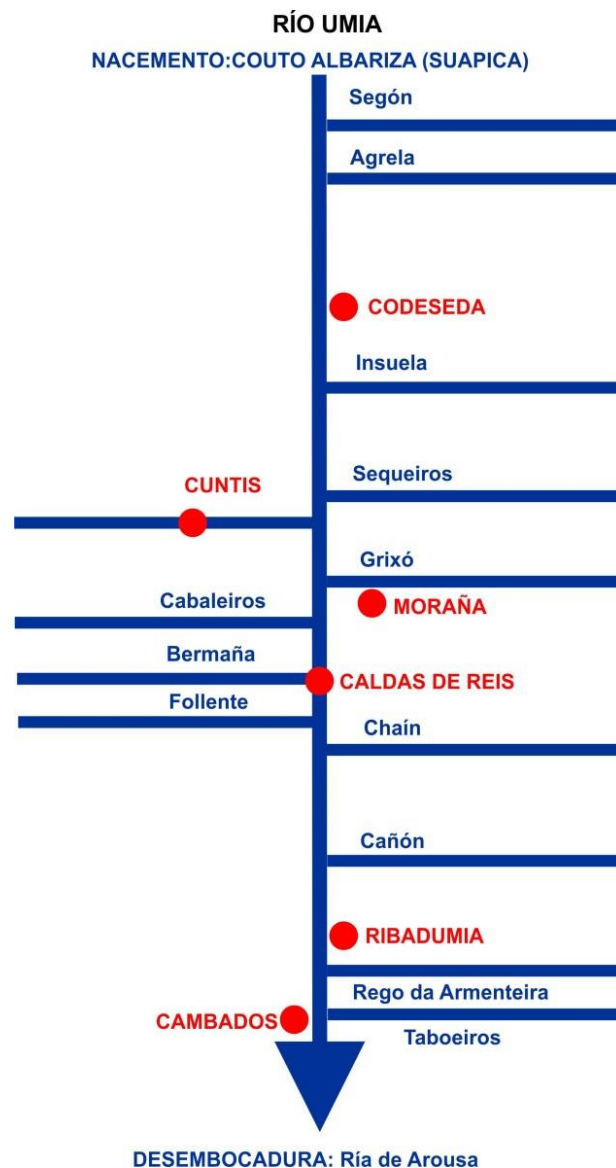 RÍO UMIA
NACEMENTO:COUTO ALBARIZA (SUAPICA)
Segón
Agrela
CODESEDA
Insuela
Sequeiros
CUNTIS
Grixó
Cabaleiros
MORAÑA
Bermaña
CALDAS DE REIS
Follente
Chaín
Cañón
RIBADUMIA
Rego da Armenteira
CAMBADOS
Taboeiros
DESEMBOCADURA: Ría de Arousa